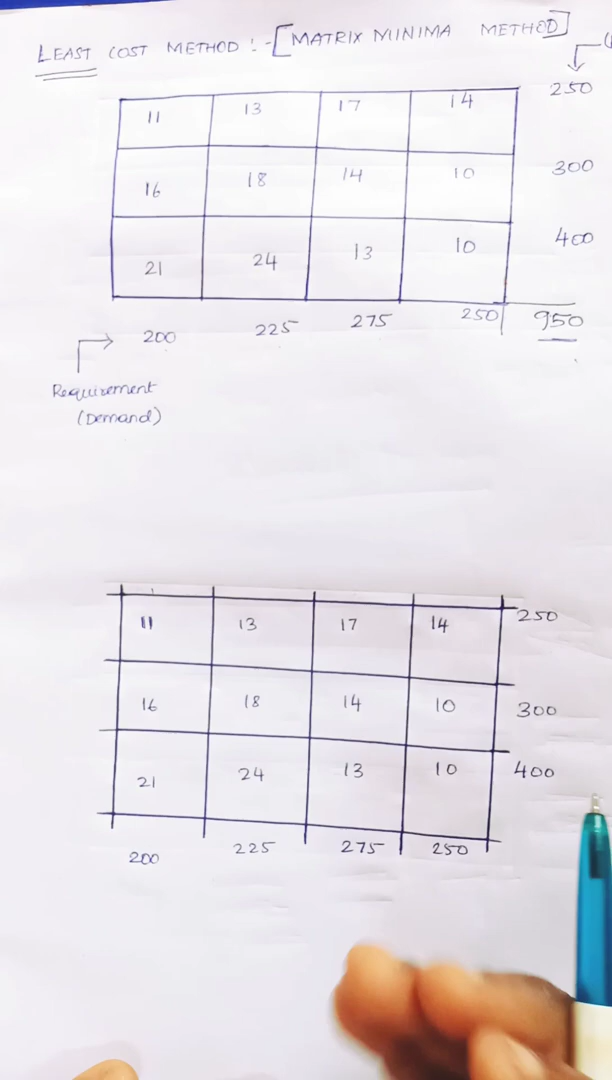 LEAST COST METHOD :- [MATRIX MINIMA METHOD]
11 13 17 14 250
16 18 14 10 300
21 24 13 10 400
200 225 275 250 950
Requirement
(Demand)
11 13 17 14 250
16 18 14 10 300
21 24 13 10 400
200 225 275 250